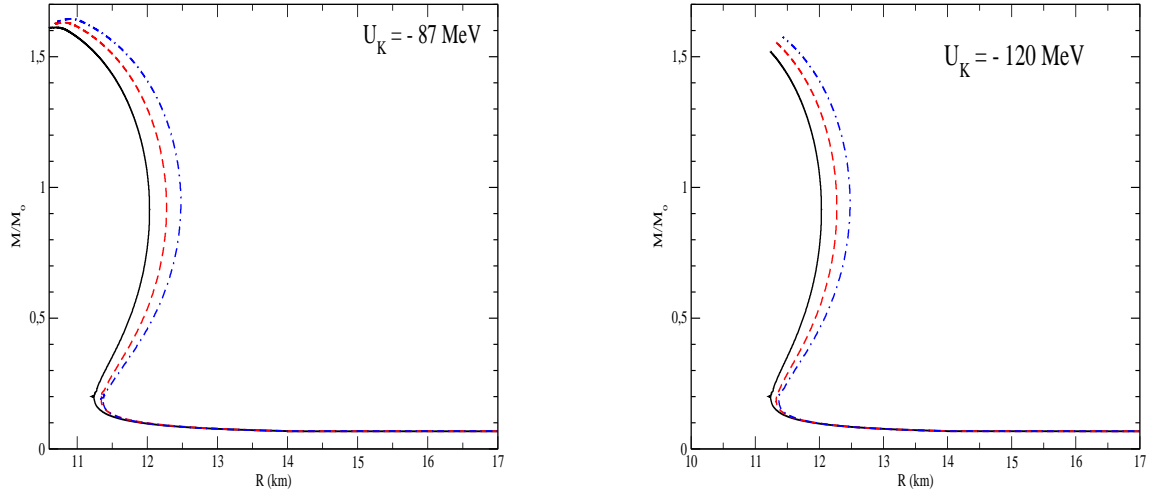 U_K = - 87 MeV
M/M_o
1,5
1
0,5
0
11 12 13 14 15 16 17
R (km)
U_K = - 120 MeV
M/M_o
1,5
1
0,5
0
10 11 12 13 14 15 16 17
R (km)